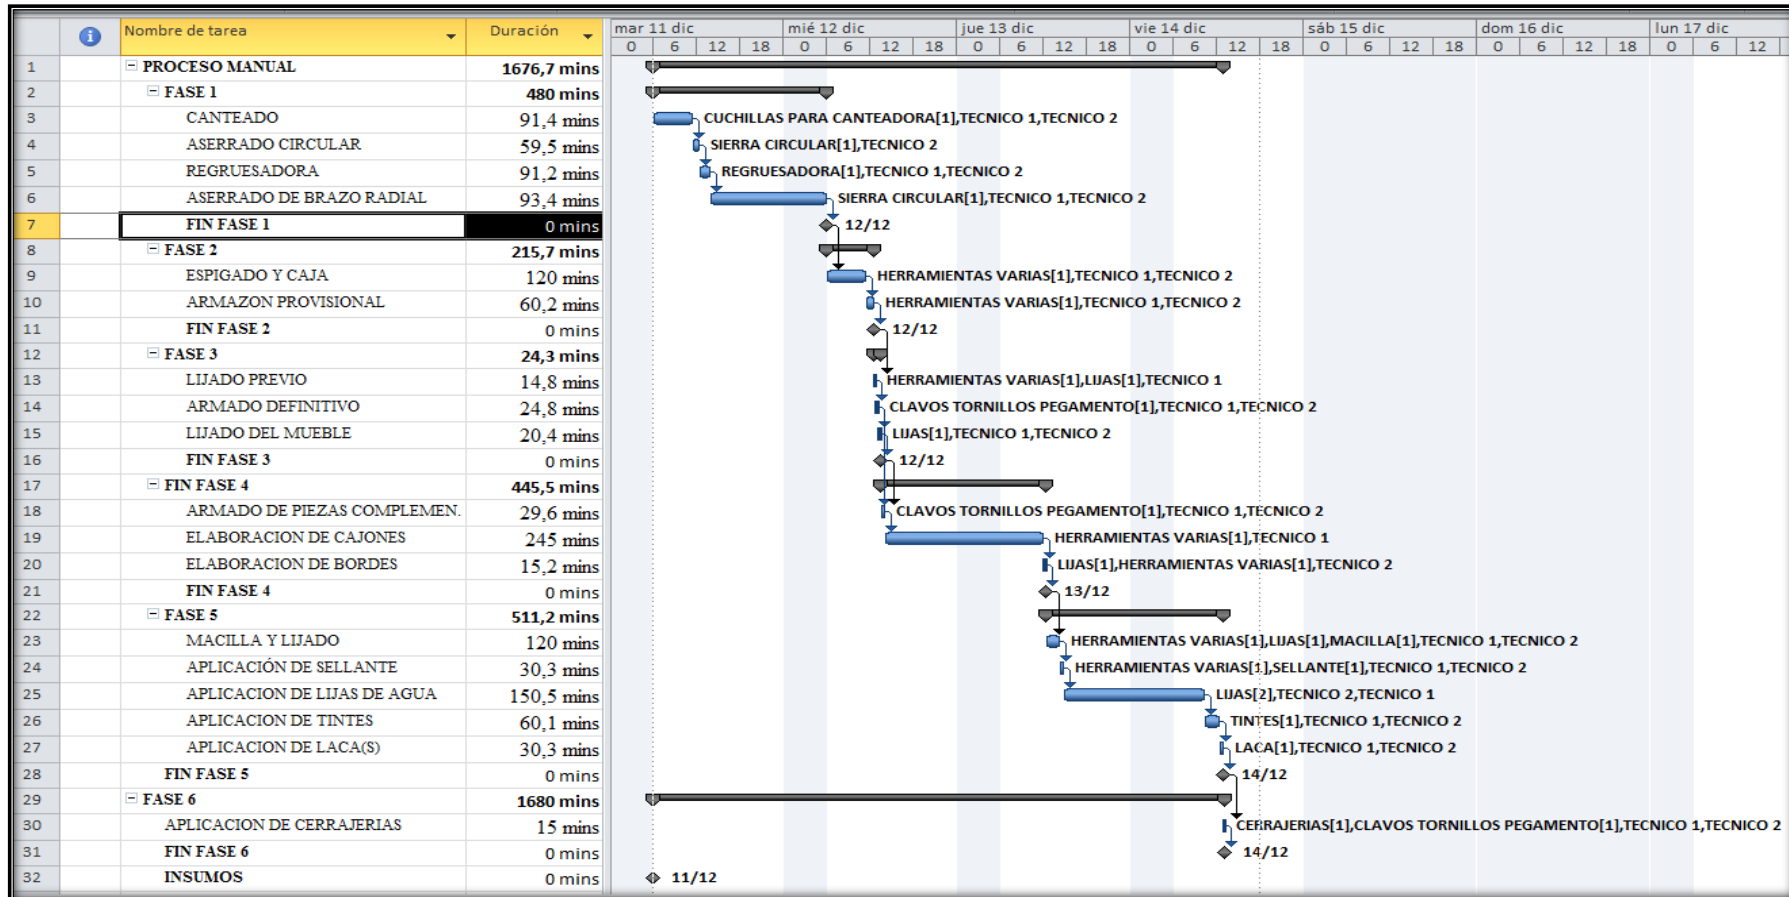 Nombre de tarea Duración mar 11 dic mié 12 dic jue 13 dic vie 14 dic sáb 15 dic dom 16 dic lun 17 dic
0 6 12 18 0 6 12 18 0 6 12 18 0 6 12 18 0 6 12 18 0 6 12 18 0 6 12
1 PROCESO MANUAL 1676,7 mins
2 FASE 1 480 mins
3 CANTEADO 91,4 mins CUCHILLAS PARA CANTEADORA[1],TECNICO 1,TECNICO 2
4 ASERRADO CIRCULAR 59,5 mins SIERRA CIRCULAR[1],TECNICO 2
5 REGRUESADORA 91,2 mins REGRUESADORA[1],TECNICO 1,TECNICO 2
6 ASERRADO DE BRAZO RADIAL 93,4 mins SIERRA CIRCULAR[1],TECNICO 1,TECNICO 2
7 FIN FASE 1 0 mins 12/12
8 FASE 2 215,7 mins
9 ESPIGADO Y CAJA 120 mins HERRAMIENTAS VARIAS[1],TECNICO 1,TECNICO 2
10 ARMAZON PROVISIONAL 60,2 mins HERRAMIENTAS VARIAS[1],TECNICO 1,TECNICO 2
11 FIN FASE 2 0 mins 12/12
12 FASE 3 24,3 mins
13 LIJADO PREVIO 14,8 mins HERRAMIENTAS VARIAS[1],LIJAS[1],TECNICO 1
14 ARMADO DEFINITIVO 24,8 mins CLAVOS TORNILLOS PEGAMENTO[1],TECNICO 1,TECNICO 2
15 LIJADO DEL MUEBLE 20,4 mins LIJAS[1],TECNICO 1,TECNICO 2
16 FIN FASE 3 0 mins 12/12
17 FIN FASE 4 445,5 mins
18 ARMADO DE PIEZAS COMPLEMEN. 29,6 mins CLAVOS TORNILLOS PEGAMENTO[1],TECNICO 1,TECNICO 2
19 ELABORACION DE CAJONES 245 mins HERRAMIENTAS VARIAS[1],TECNICO 1
20 ELABORACION DE BORDES 15,2 mins LIJAS[1],HERRAMIENTAS VARIAS[1],TECNICO 2
21 FIN FASE 4 0 mins 13/12
22 FASE 5 511,2 mins
23 MACILLA Y LIJADO 120 mins HERRAMIENTAS VARIAS[1],LIJAS[1],MACILLA[1],TECNICO 1,TECNICO 2
24 APLICACIÓN DE SELLANTE 30,3 mins HERRAMIENTAS VARIAS[1],SELLANTE[1],TECNICO 1,TECNICO 2
25 APLICACION DE LIJAS DE AGUA 150,5 mins LIJAS[2],TECNICO 2,TECNICO 1
26 APLICACION DE TINTES 60,1 mins TINTES[1],TECNICO 1,TECNICO 2
27 APLICACION DE LACA(S) 30,3 mins LACA[1],TECNICO 1,TECNICO 2
28 FIN FASE 5 0 mins 14/12
29 FASE 6 1680 mins
30 APLICACION DE CERRAJERIAS 15 mins CERRAJERIAS[1],CLAVOS TORNILLOS PEGAMENTO[1],TECNICO 1,TECNICO 2
31 FIN FASE 6 0 mins 14/12
32 INSUMOS 0 mins 11/12